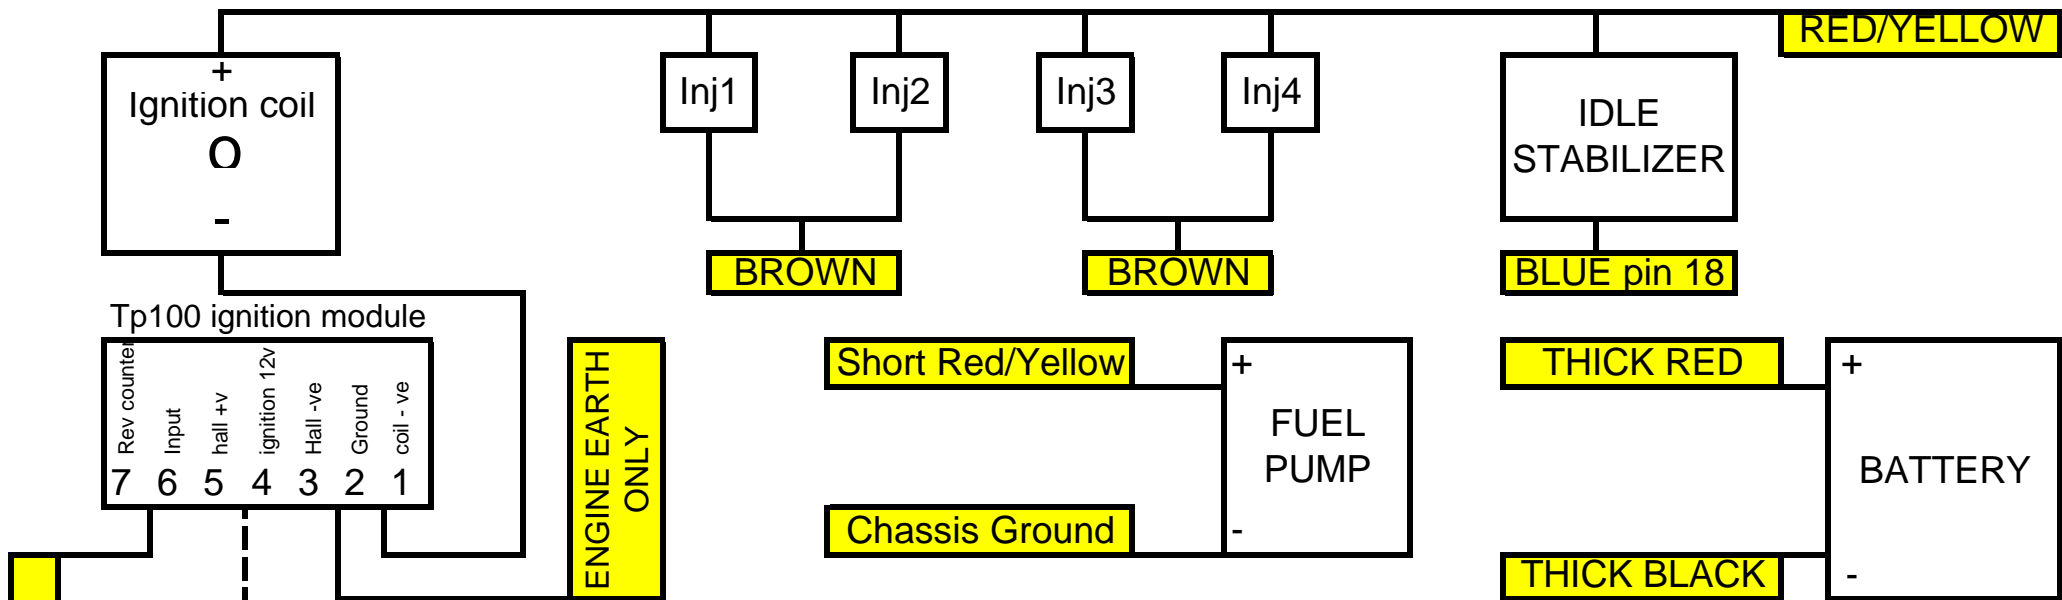 RED/YELLOW
+
Ignition coil
O
-
Inj1
Inj2
Inj3
Inj4
IDLE
STABILIZER
BROWN
BROWN
BLUE pin 18
Tp100 ignition module
Rev counter
Input
hall +v
ignition 12v
Hall -ve
Ground
coil - ve
7 6 5 4 3 2 1
ENGINE EARTH
ONLY
Short Red/Yellow
Chassis Ground
+
FUEL
PUMP
-
THICK RED
THICK BLACK
+
BATTERY
-